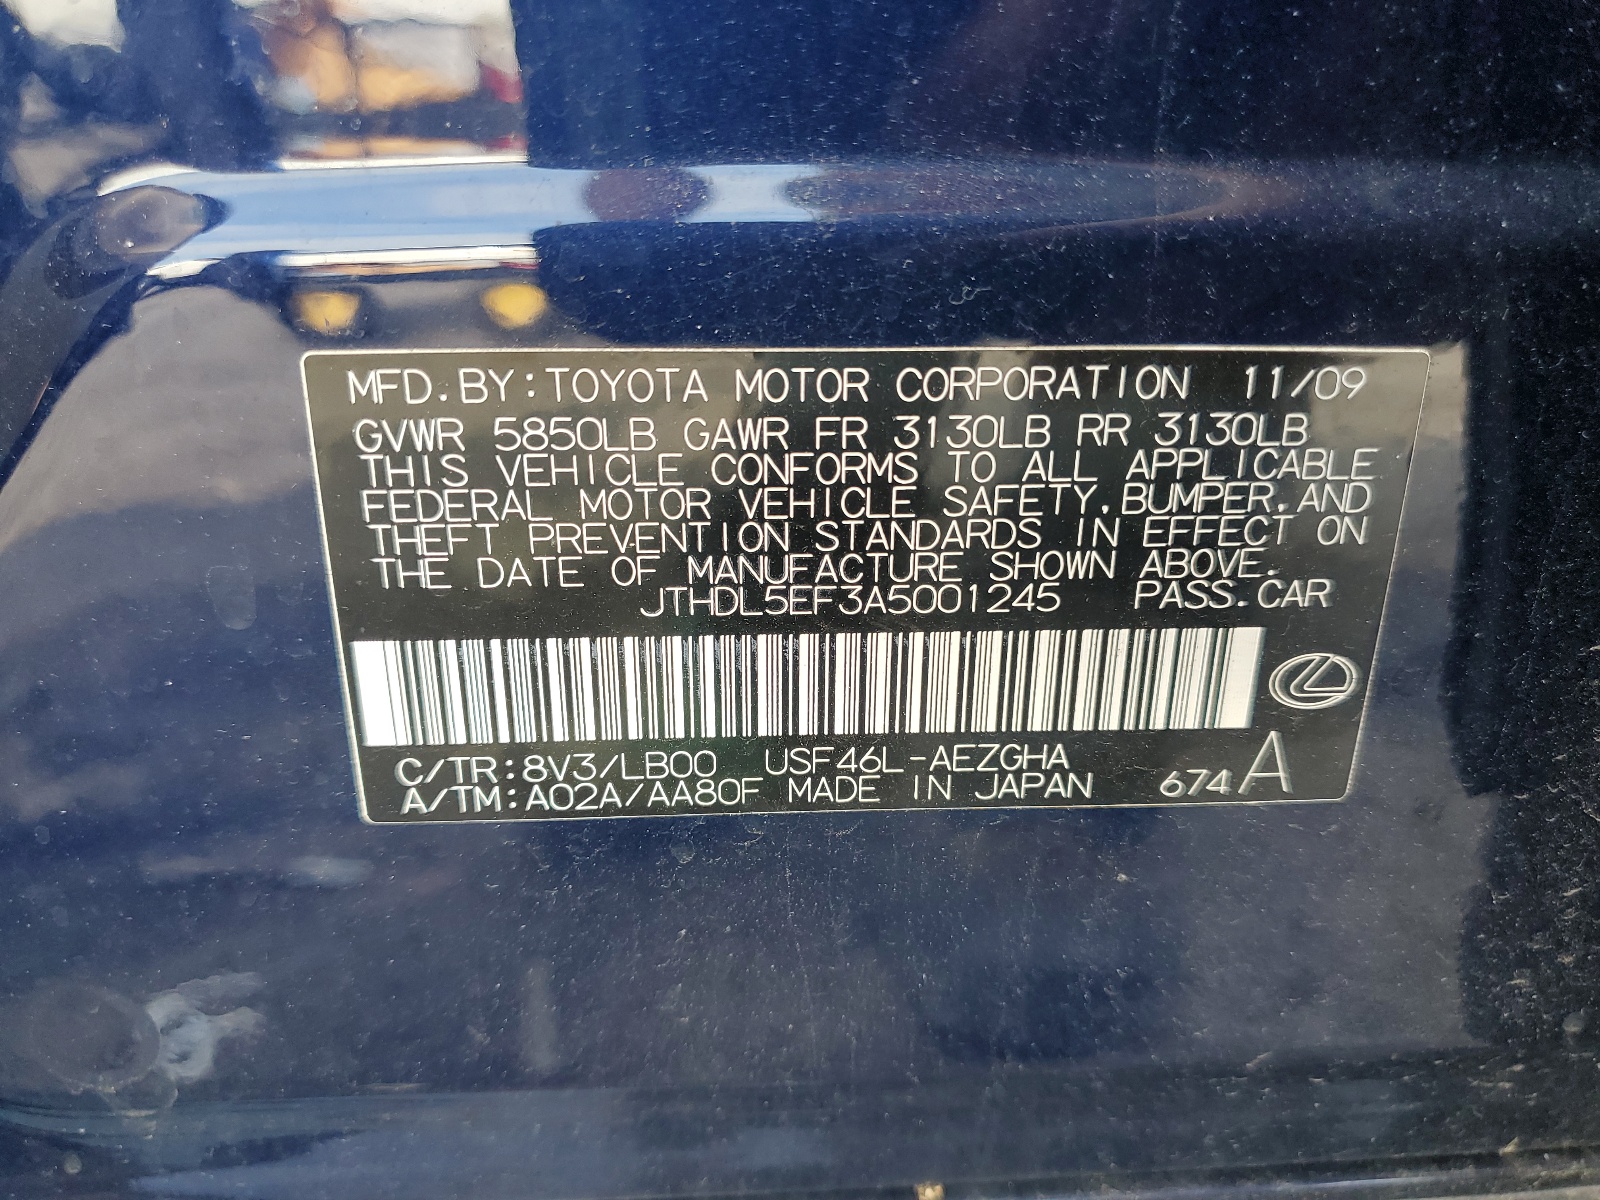 MFD. BY: TOYOTA MOTOR CORPORATION 11/09
GVWR 5850LB GAWR FR 3130LB RR 3130LB
THIS VEHICLE CONFORMS TO ALL APPLICABLE
FEDERAL MOTOR VEHICLE SAFETY, BUMPER, AND
THEFT PREVENTION STANDARDS IN EFFECT ON
THE DATE OF MANUFACTURE SHOWN ABOVE.
JTHDL5EF3A5001245 PASS. CAR
C/TR: 8V3/LB00 USF46L-AEZGHA
A/TM: A02A/AA80F MADE IN JAPAN 674A